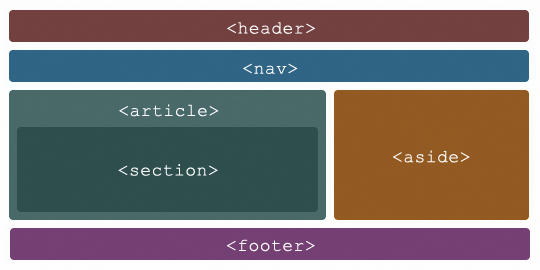 <header>
<nav>
<article>
<section>
<aside>
<footer>